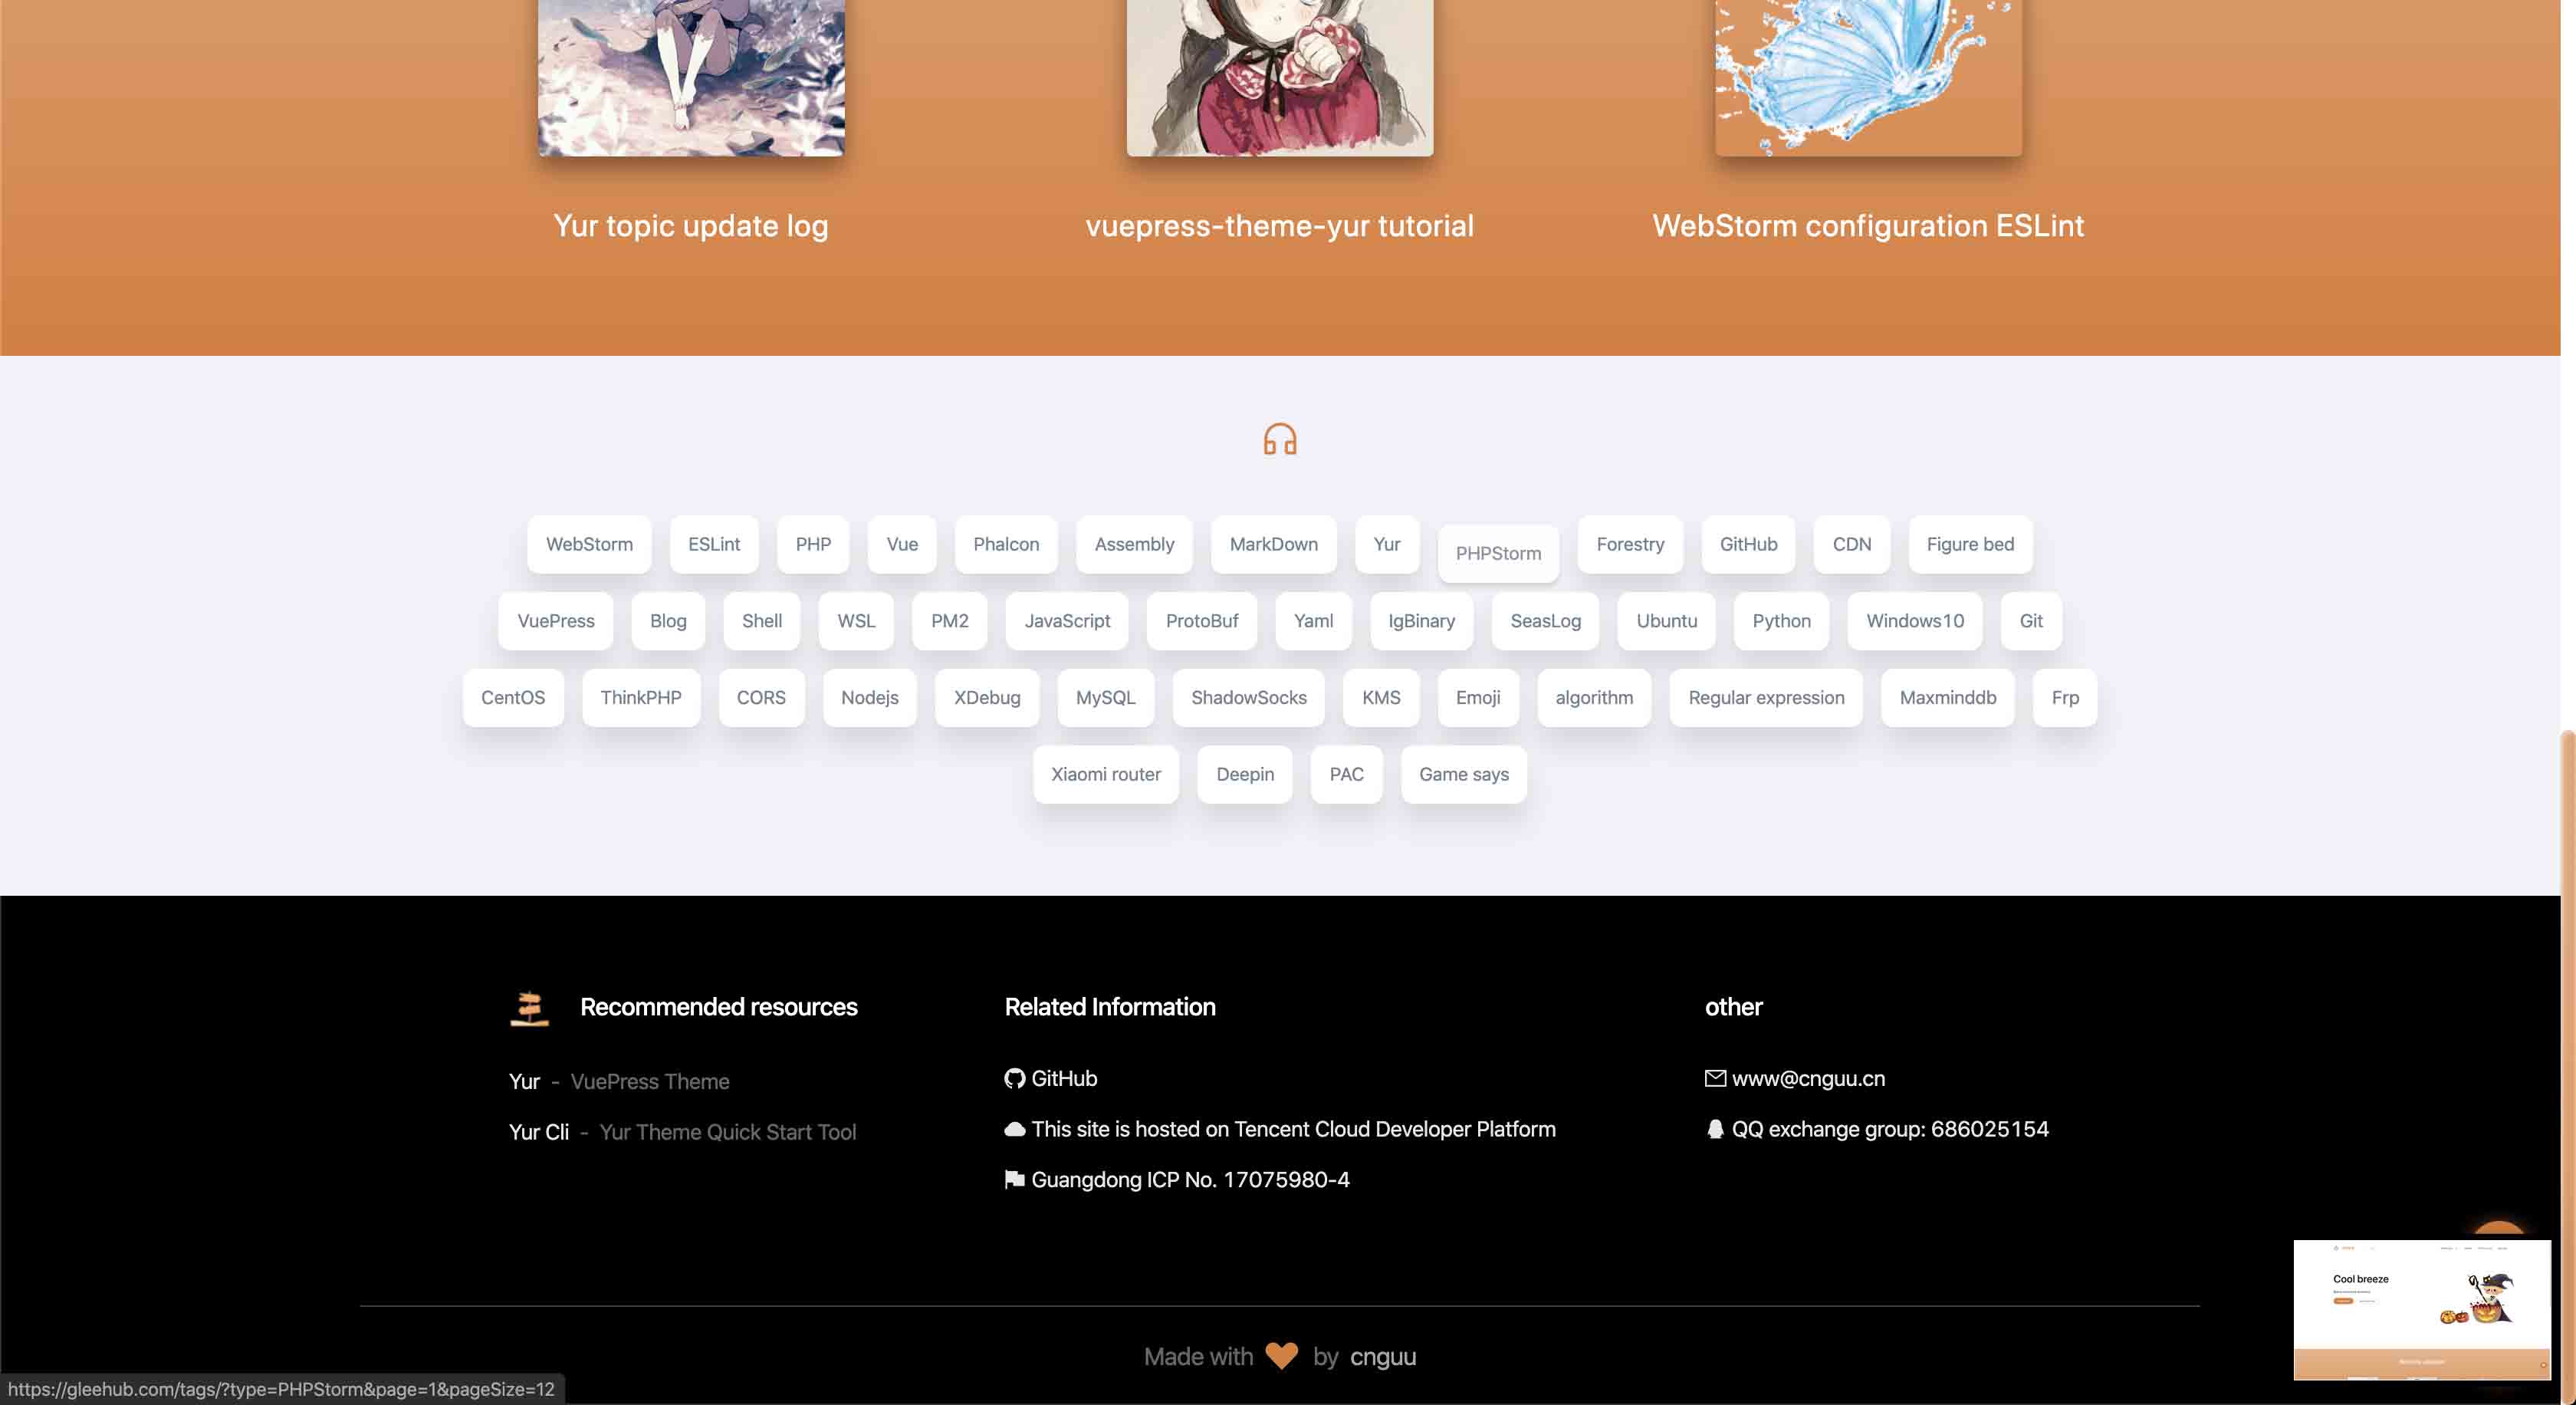 Yur topic update log
vuepress-theme-yur tutorial
WebStorm configuration ESLint
WebStorm ESLint PHP Vue Phalcon Assembly MarkDown Yur PHPStorm Forestry GitHub CDN Figure bed
VuePress Blog Shell WSL PM2 JavaScript ProtoBuf Yaml IgBinary SeasLog Ubuntu Python Windows10 Git
CentOS ThinkPHP CORS Nodejs XDebug MySQL ShadowSocks KMS Emoji algorithm Regular expression Maxminddb Frp
Xiaomi router Deepin PAC Game says
Recommended resources
Yur - VuePress Theme
Yur Cli - Yur Theme Quick Start Tool
Related Information
GitHub
This site is hosted on Tencent Cloud Developer Platform
Guangdong ICP No. 17075980-4
other
www@cnguu.cn
QQ exchange group: 686025154
Cool breeze
Made with by cnguu
https://gleehub.com/tags/?type=PHPStorm&page=1&pageSize=12